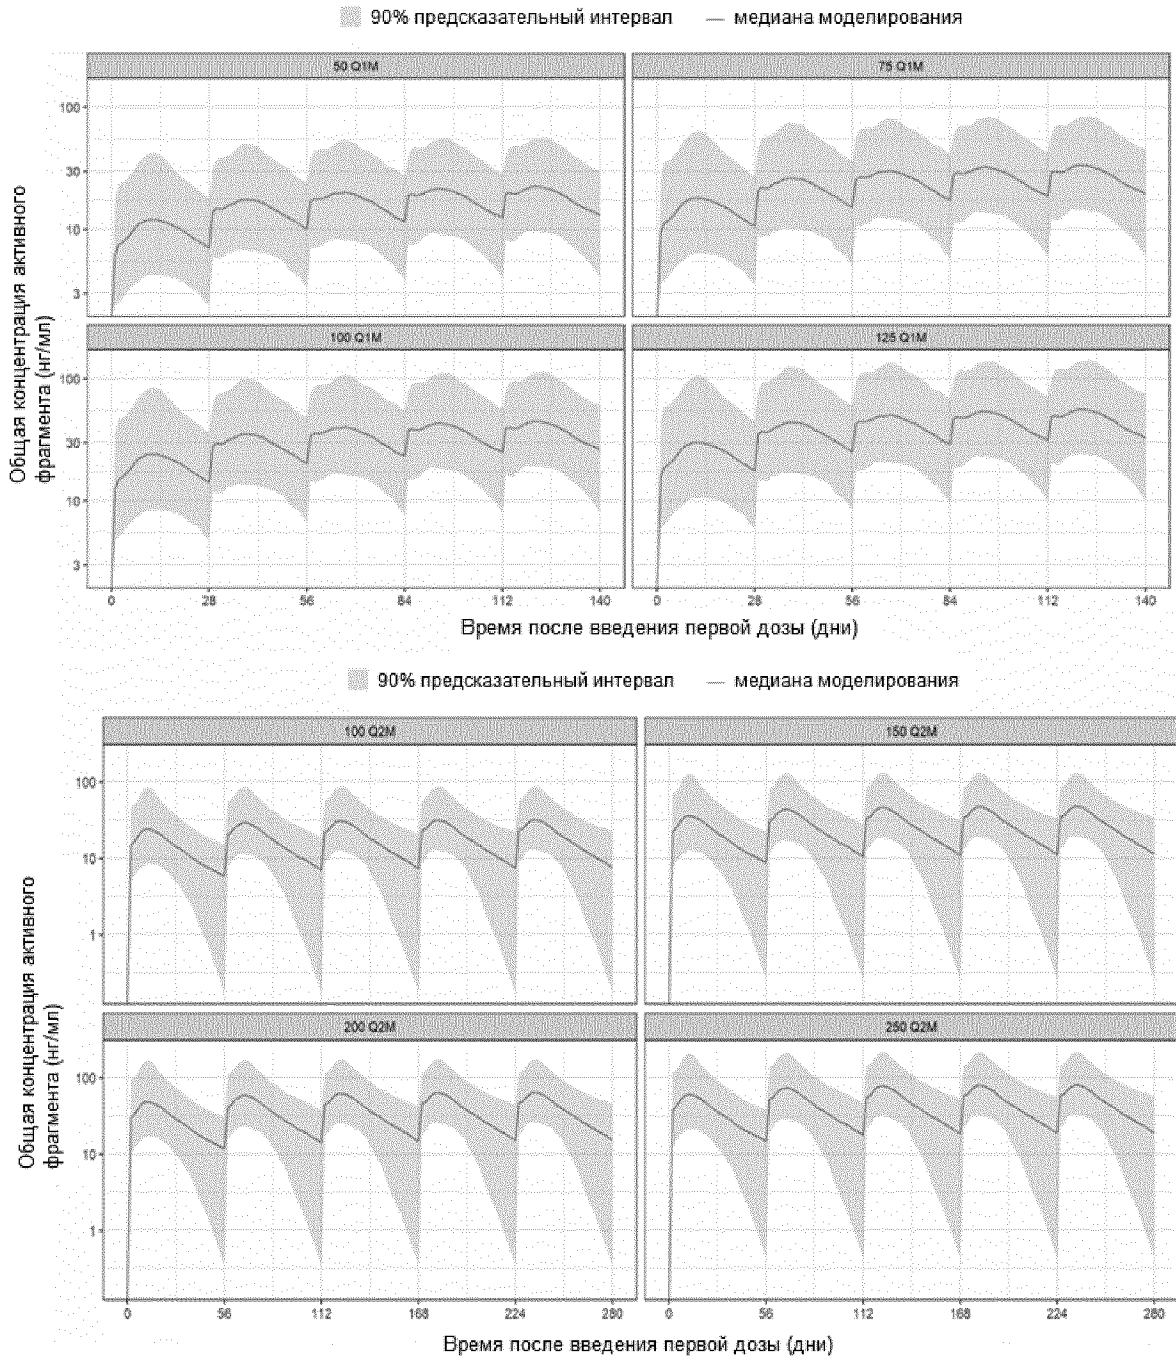 90% предсказательный интервал медиана моделирования
50 Q1M 75 Q1M
100
30
10
3
100 Q1M 125 Q1M
100
30
10
3
Общая концентрация активного
фрагмента (нг/мл)
0 28 56 84 112 140 0 28 56 84 112 140
Время после введения первой дозы (дни)
90% предсказательный интервал медиана моделирования
100 Q2M 150 Q2M
100
10
1
200 Q2M 250 Q2M
100
10
1
Общая концентрация активного
фрагмента (нг/мл)
0 56 112 168 224 280 0 56 112 168 224 280
Время после введения первой дозы (дни)